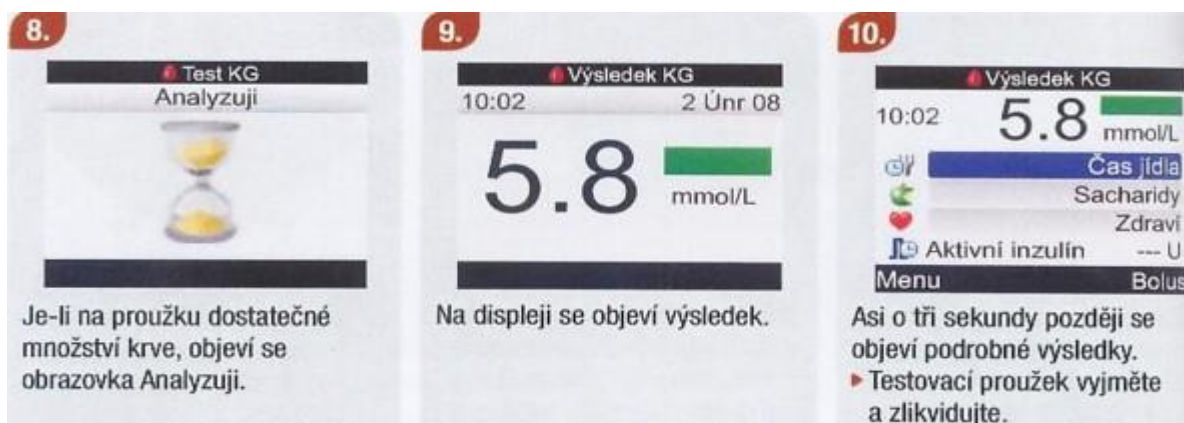 8.
Test KG
Analyzuji
Je-li na proužku dostatečné
množství krve, objeví se
obrazovka Analyzuji.
9.
Výsledek KG
10:02 2 Únr 08
5.8 mmol/L
Na displeji se objeví výsledek.
10.
Výsledek KG
10:02 5.8 mmol/L
Čas jídla
Sacharidy
Zdraví
Aktivní inzulín --- U
Menu Bolus
Asi o tři sekundy později se
objeví podrobné výsledky.
Testovací proužek vyjměte
a zlikvidujte.